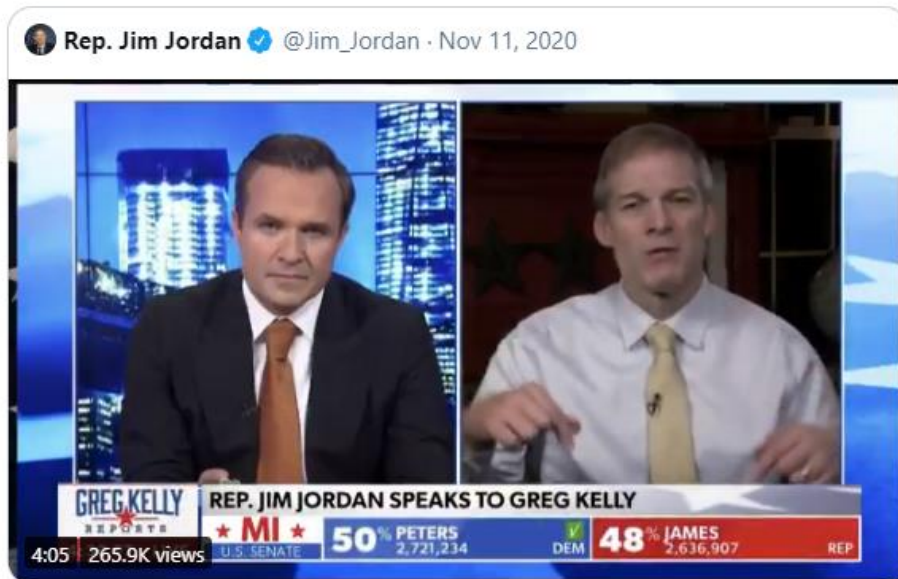 Rep. Jim Jordan @Jim_Jordan · Nov 11, 2020
GREG KELLY
REPORTS
REP. JIM JORDAN SPEAKS TO GREG KELLY
MI
U.S. SENATE
50% PETERS
2,721,234
DEM
48% JAMES
2,636,907
REP
4:05 265.9K views